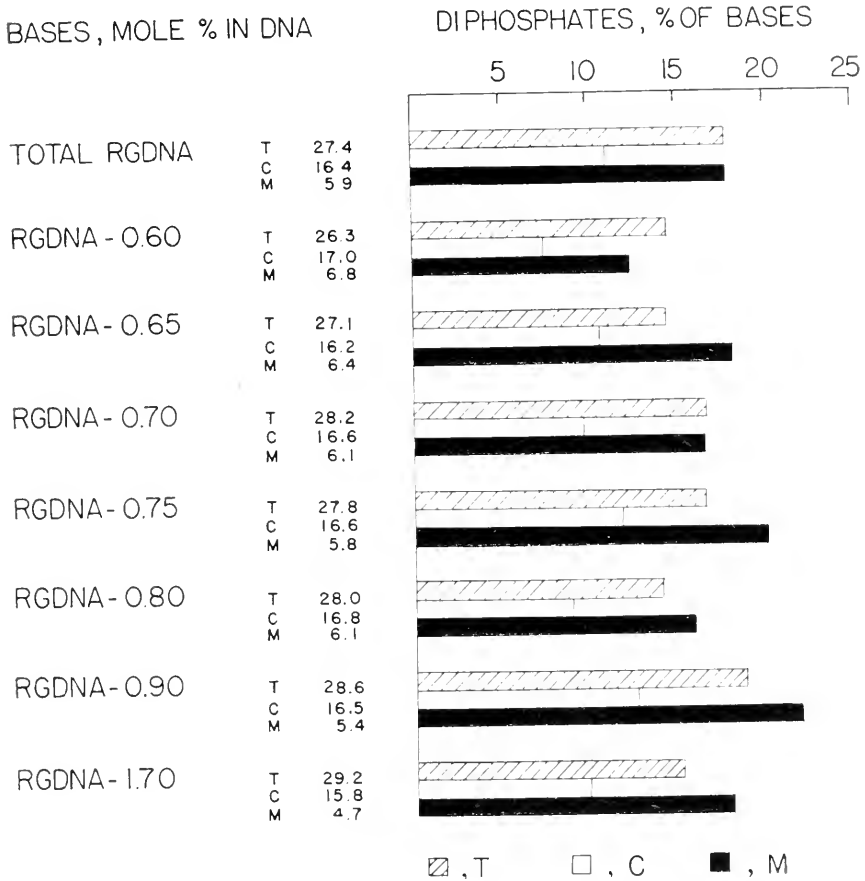 BASES, MOLE % IN DNA
DIPHOSPHATES, % OF BASES
5 10 15 20 25
TOTAL RGDNA
T 27.4
C 16.4
M 5 9
RGDNA-0.60
T 26.3
C 17.0
M 6.8
RGDNA-0.65
T 27.1
C 16.2
M 6.4
RGDNA-0.70
T 28.2
C 16.6
M 6.1
RGDNA-0.75
T 27.8
C 16.6
M 5.8
RGDNA-0.80
T 28.0
C 16.8
M 6.1
RGDNA-0.90
T 28.6
C 16.5
M 5.4
RGDNA-1.70
T 29.2
C 15.8
M 4.7
, T , C , M